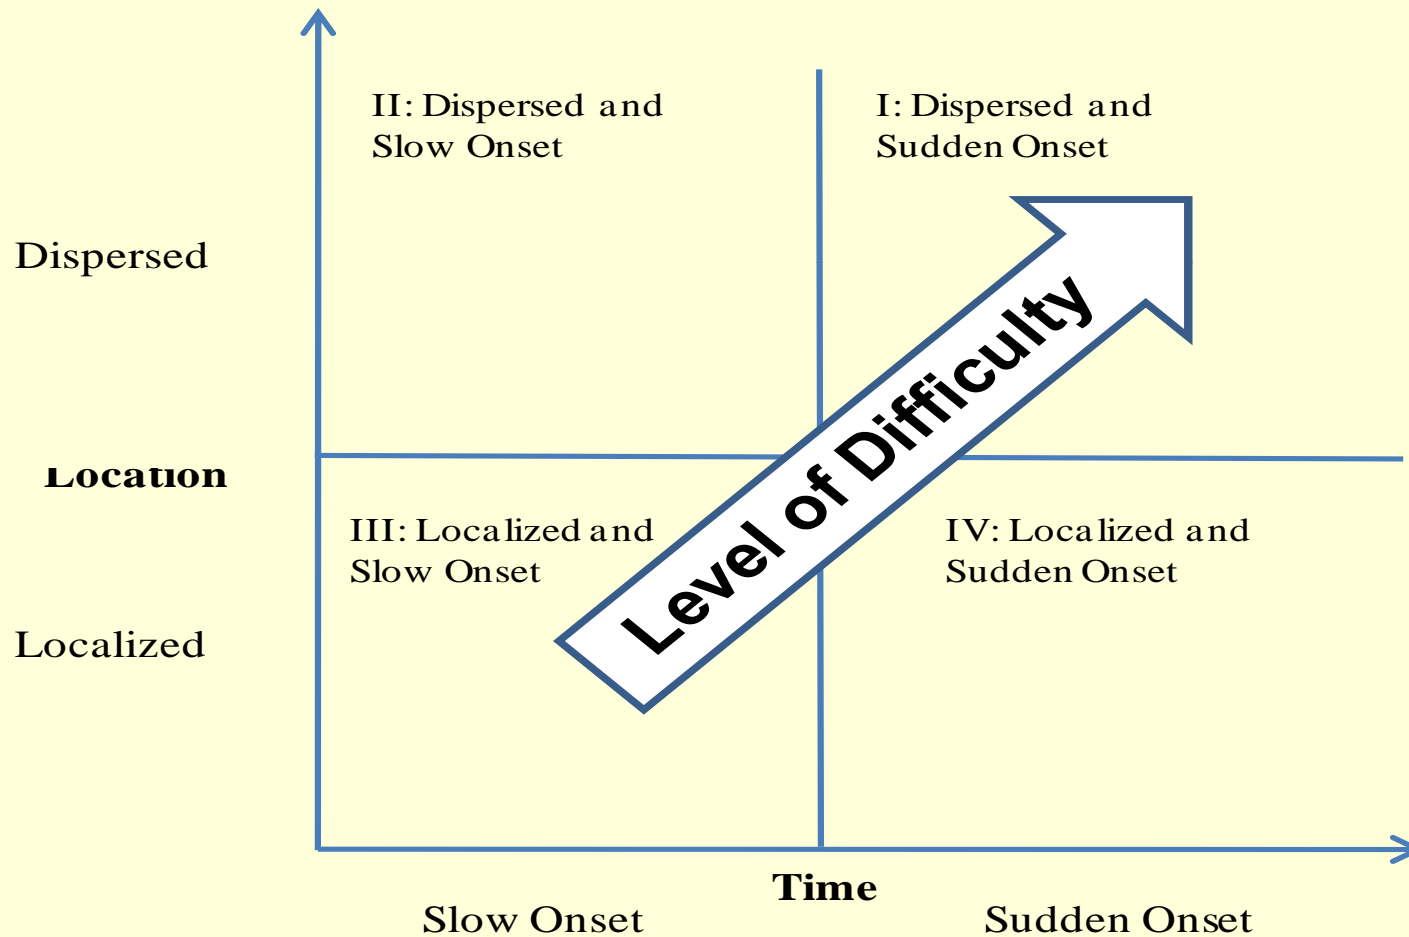 II: Dispersed and
Slow Onset
I: Dispersed and
Sudden Onset
Dispersed
Level of Difficulty
Location
III: Localized and
Slow Onset
IV: Localized and
Sudden Onset
Localized
Time
Slow Onset
Sudden Onset